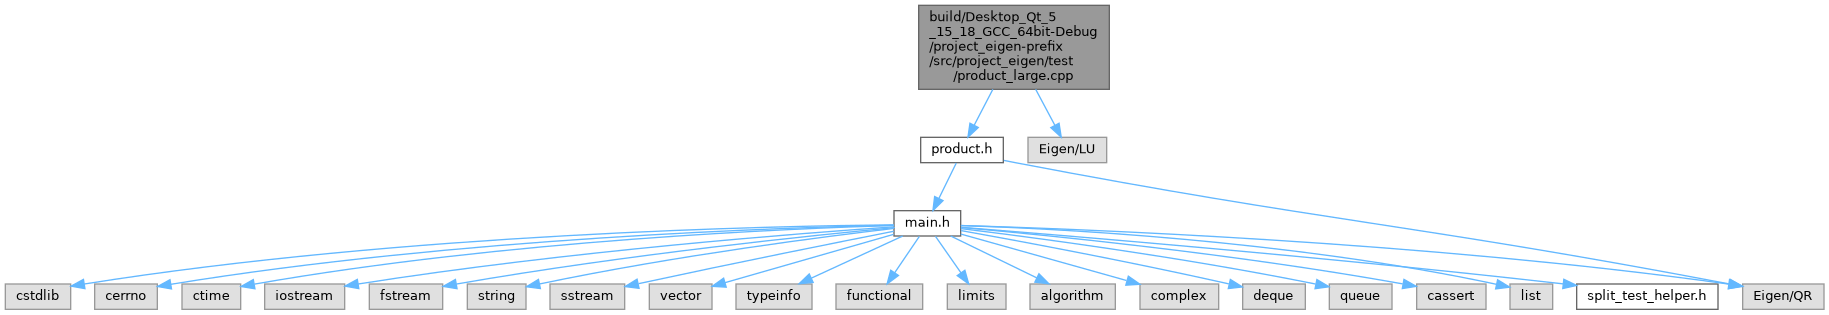 build/Desktop_Qt_5
_15_18_GCC_64bit-Debug
/project_eigen-prefix
/src/project_eigen/test
/product_large.cpp
product.h
Eigen/LU
main.h
cstdlib
cerrno
ctime
iostream
fstream
string
sstream
vector
typeinfo
functional
limits
algorithm
complex
deque
queue
cassert
list
split_test_helper.h
Eigen/QR